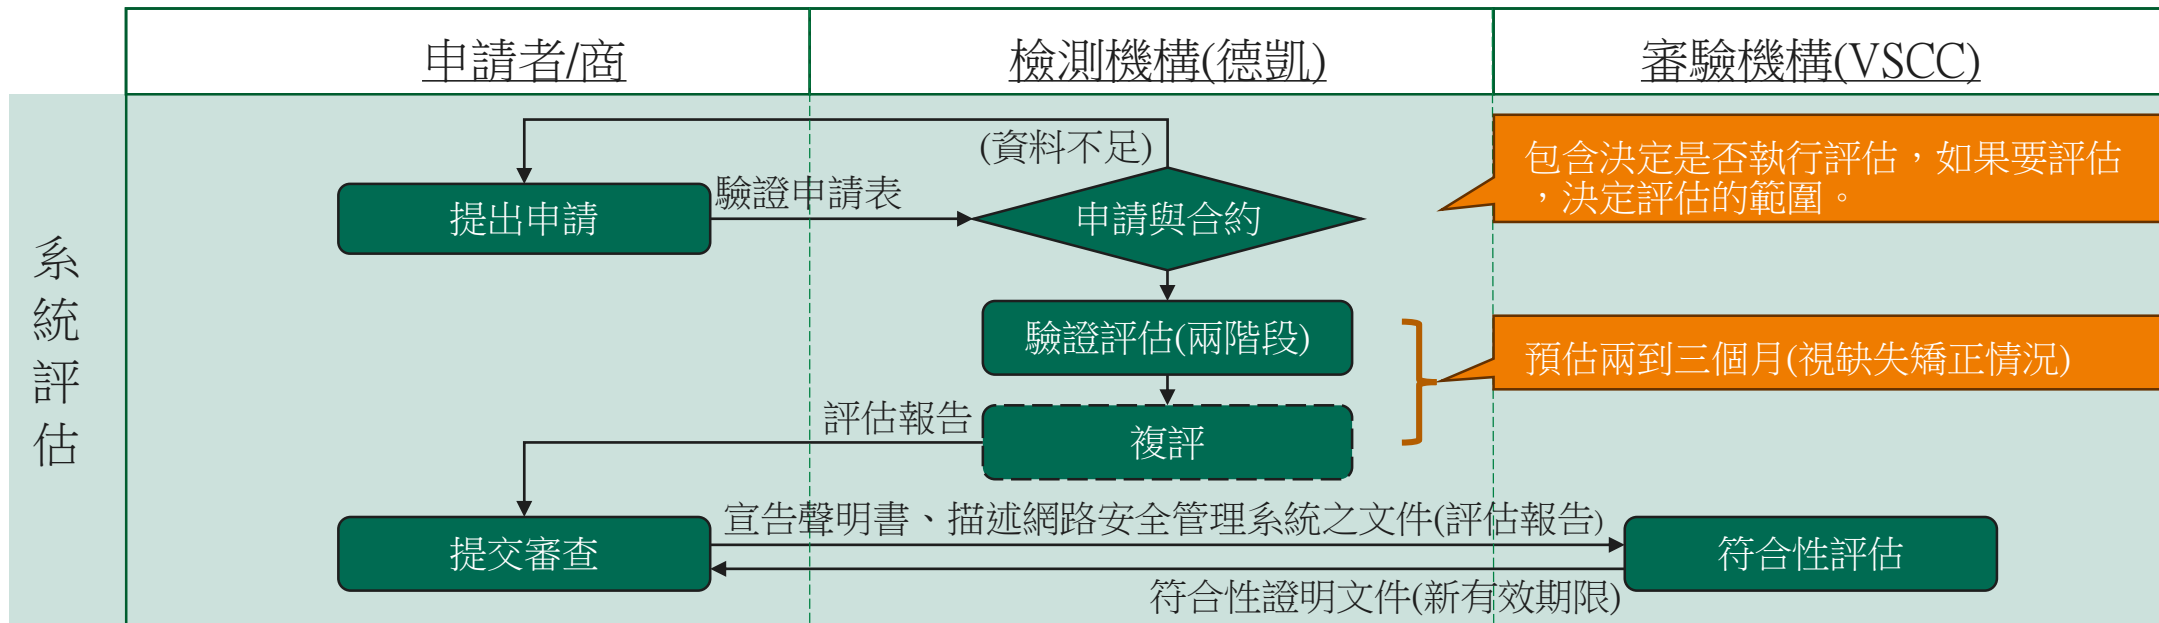 申請者/商
檢測機構(德凱)
審驗機構(VSCC)
系統評估
(資料不足)
包含決定是否執行評估，如果要評估
，決定評估的範圍。
提出申請
驗證申請表
申請與合約
驗證評估(兩階段)
預估兩到三個月(視缺失矯正情況)
評估報告
複評
宣告聲明書、描述網路安全管理系統之文件(評估報告)
提交審查
符合性評估
符合性證明文件(新有效期限)